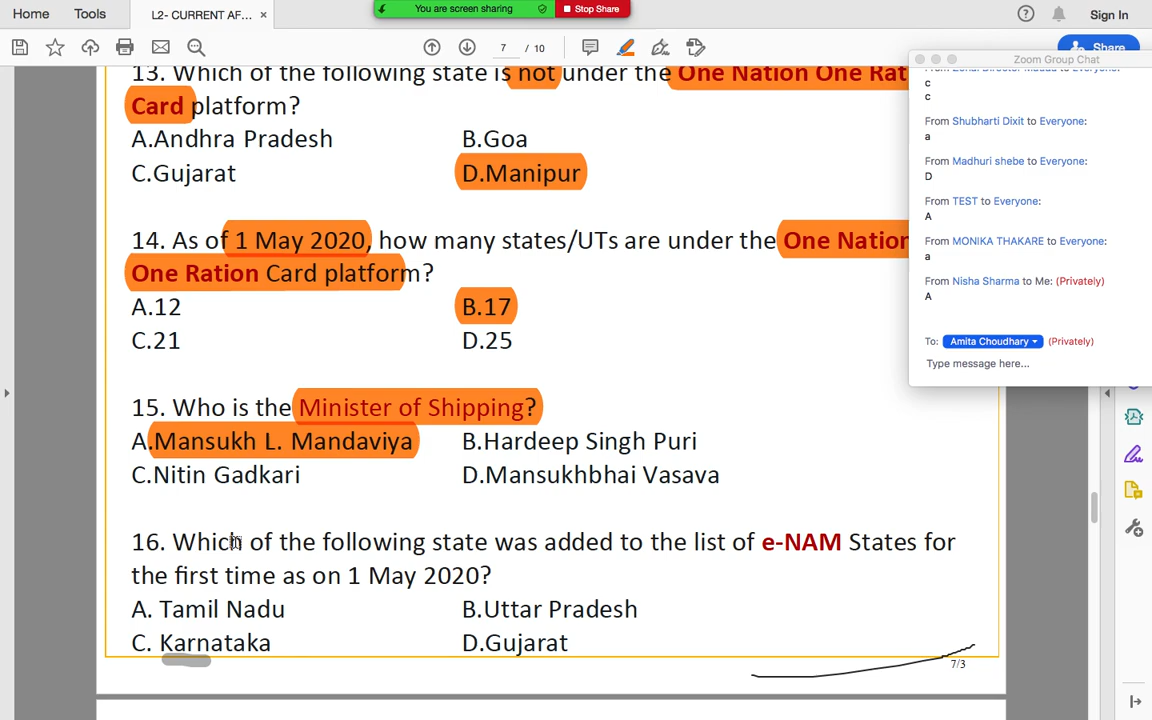 Home Tools L2- CURRENT AF... × You are screen sharing Stop Share ? Sign In
7 / 10 Share
Zoom Group Chat
13. Which of the following state is not under the One Nation One Rat
Card platform?
A.Andhra Pradesh B.Goa
C.Gujarat D.Manipur
14. As of 1 May 2020, how many states/UTs are under the One Nation
One Ration Card platform?
A.12 B.17
C.21 D.25
15. Who is the Minister of Shipping?
A.Mansukh L. Mandaviya B.Hardeep Singh Puri
C.Nitin Gadkari D.Mansukhbhai Vasava
16. Which of the following state was added to the list of e-NAM States for
the first time as on 1 May 2020?
A. Tamil Nadu B.Uttar Pradesh
C. Karnataka D.Gujarat
7/3
c
c
From Shubharti Dixit to Everyone:
a
From Madhuri shebe to Everyone:
D
From TEST to Everyone:
A
From MONIKA THAKARE to Everyone:
a
From Nisha Sharma to Me: (Privately)
A
To: Amita Choudhary (Privately)
Type message here...